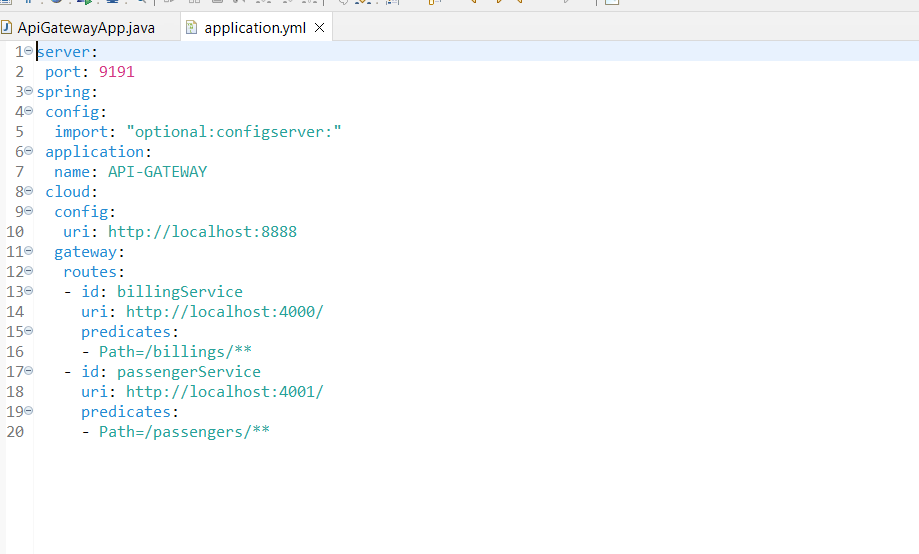 ApiGatewayApp.java application.yml
1 server:
2  port: 9191
3 spring:
4  config:
5   import: "optional:configserver:"
6  application:
7   name: API-GATEWAY
8  cloud:
9   config:
10    uri: http://localhost:8888
11   gateway:
12    routes:
13    - id: billingService
14      uri: http://localhost:4000/
15      predicates:
16      - Path=/billings/**
17    - id: passengerService
18      uri: http://localhost:4001/
19      predicates:
20      - Path=/passengers/**